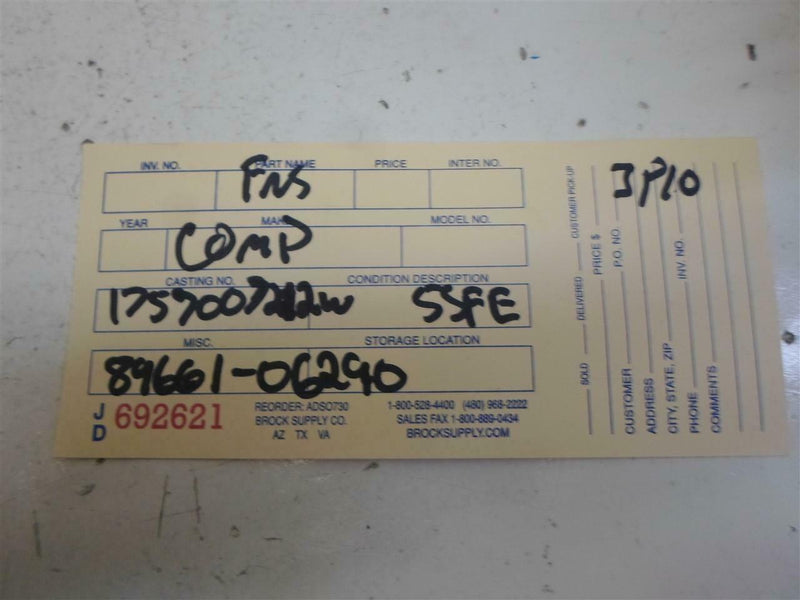 INV. NO. PART NAME PRICE INTER NO.
FNS
YEAR MAKE MODEL NO.
COMP
CASTING NO. CONDITION DESCRIPTION
SSFE
MISC. STORAGE LOCATION
89661-06290
JD 692621
REORDER: ADSO730
BROCK SUPPLY CO.
AZ TX VA
1-800-528-4400 (480) 968-2222
SALES FAX 1-800-889-0434
BROCKSUPPLY.COM
SOLD DELIVERED CUSTOMER PICK-UP
PRICE $
P.O. NO.
INV. NO.
CUSTOMER
ADDRESS
CITY, STATE, ZIP
PHONE
COMMENTS
3P10